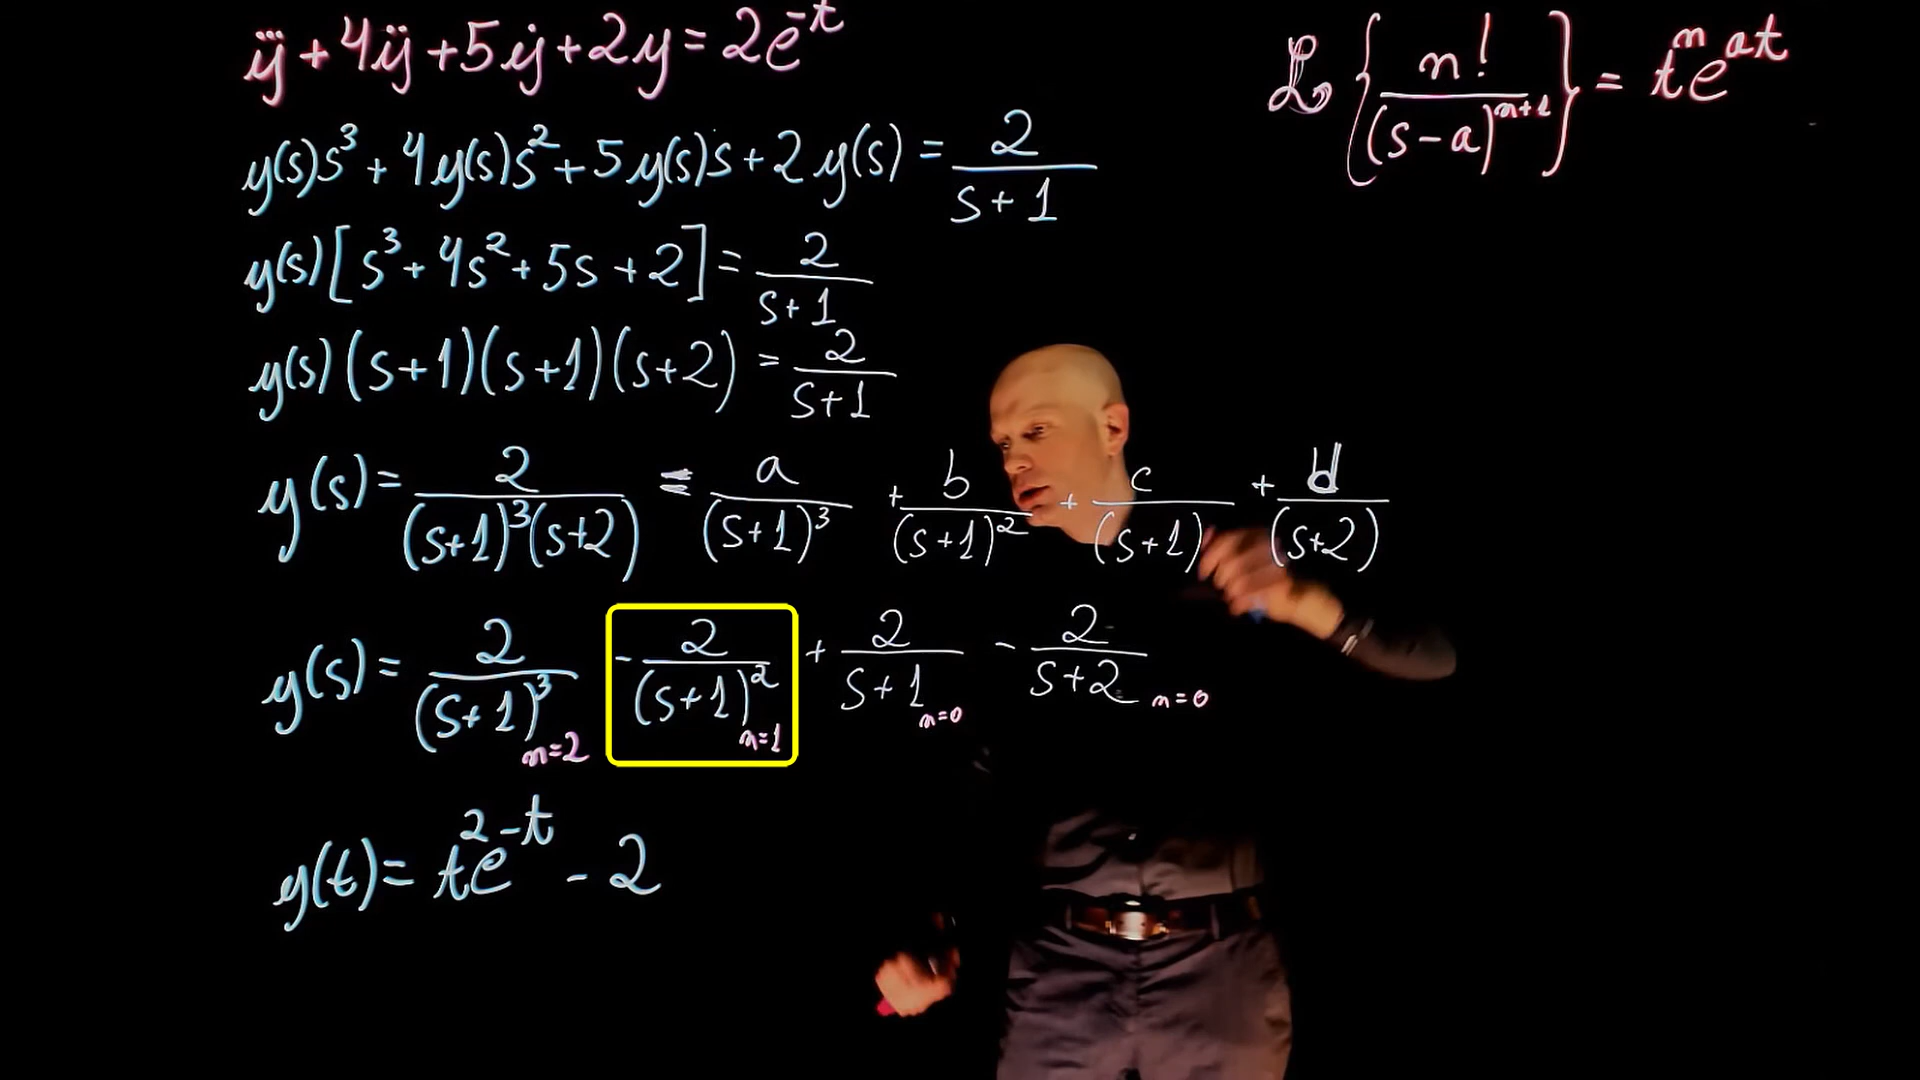 y⃛ + 4ÿ + 5ẏ + 2y = 2e^{-t}
ℒ{n!/(s-a)^{n+1}} = t^n e^{at}
y(s)s³ + 4y(s)s² + 5y(s)s + 2y(s) = 2/(s+1)
y(s)[s³ + 4s² + 5s + 2] = 2/(s+1)
y(s)(s+1)(s+1)(s+2) = 2/(s+1)
y(s) = 2/((s+1)³(s+2)) = a/(s+1)³ + b/(s+1)² + c/(s+1) + d/(s+2)
y(s) = 2/(s+1)³ - 2/(s+1)² + 2/(s+1) - 2/(s+2)
n=2 n=1 n=0 n=0
y(t) = t²e^{-t} - 2